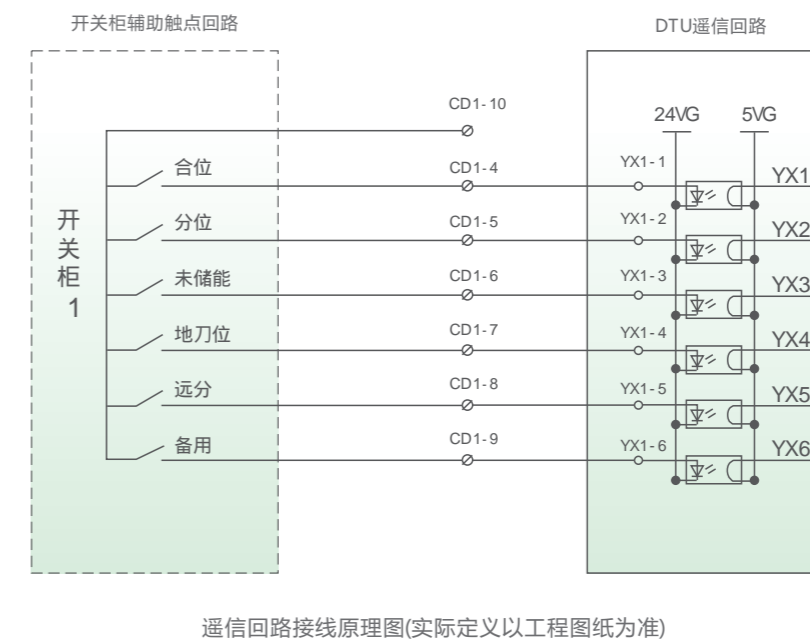 开关柜辅助触点回路
DTU遥信回路
CD1-10
24VG
5VG
合位
CD1-4
YX1-1
YX1
分位
CD1-5
YX1-2
YX2
未储能
CD1-6
YX1-3
YX3
地刀位
CD1-7
YX1-4
YX4
远分
CD1-8
YX1-5
YX5
备用
CD1-9
YX1-6
YX6
开
关
柜
1
遥信回路接线原理图(实际定义以工程图纸为准)